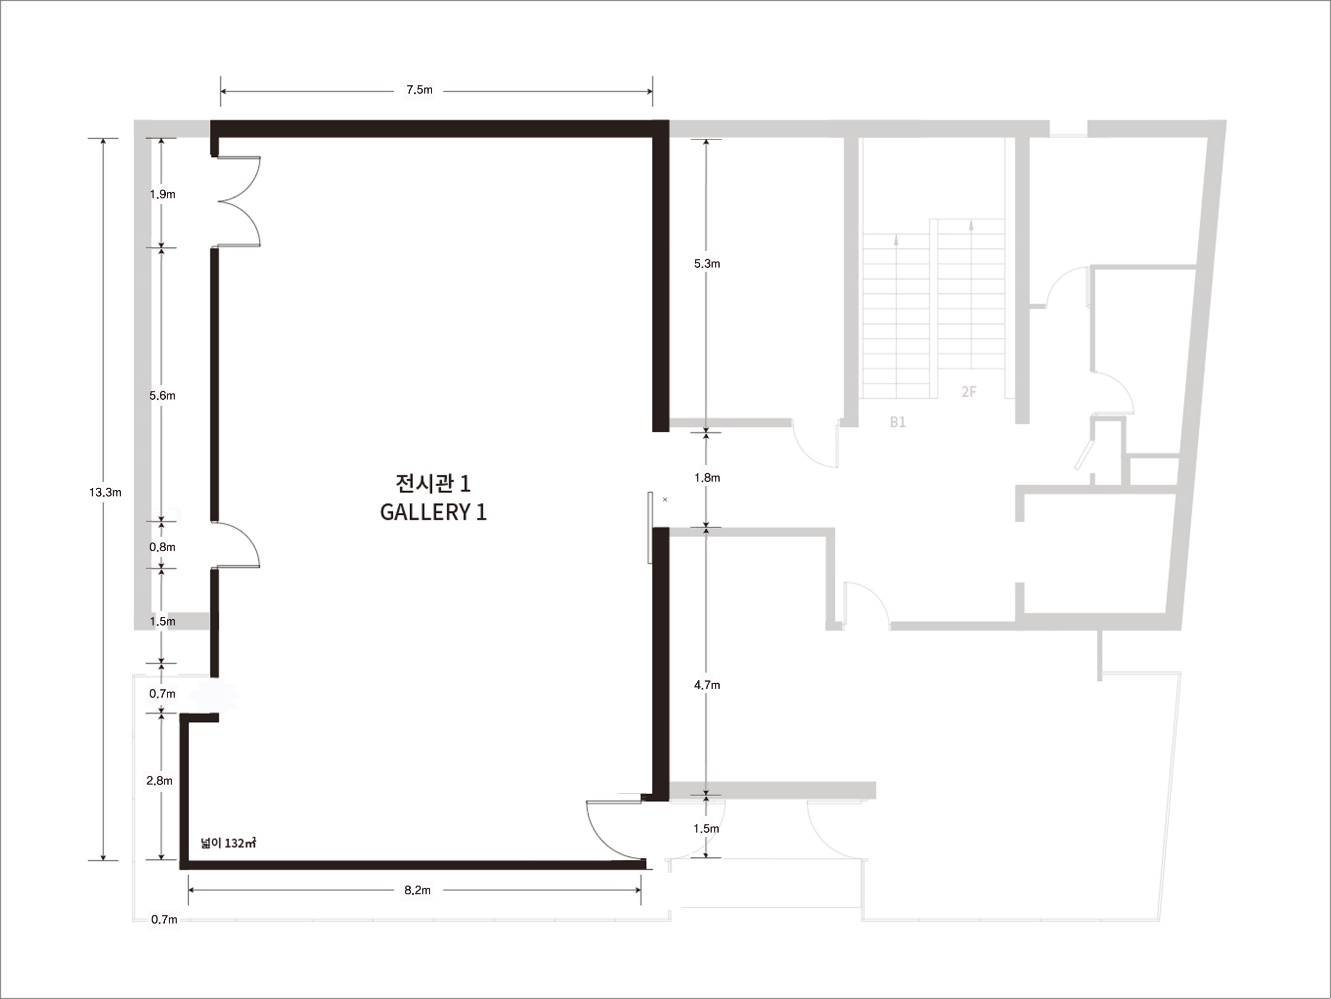 7.5m
1.9m
5.3m
5.6m
2F
B1
전시관 1
GALLERY 1
1.8m
13.3m
0.8m
1.5m
4.7m
0.7m
2.8m
1.5m
넓이 132㎡
8.2m
0.7m